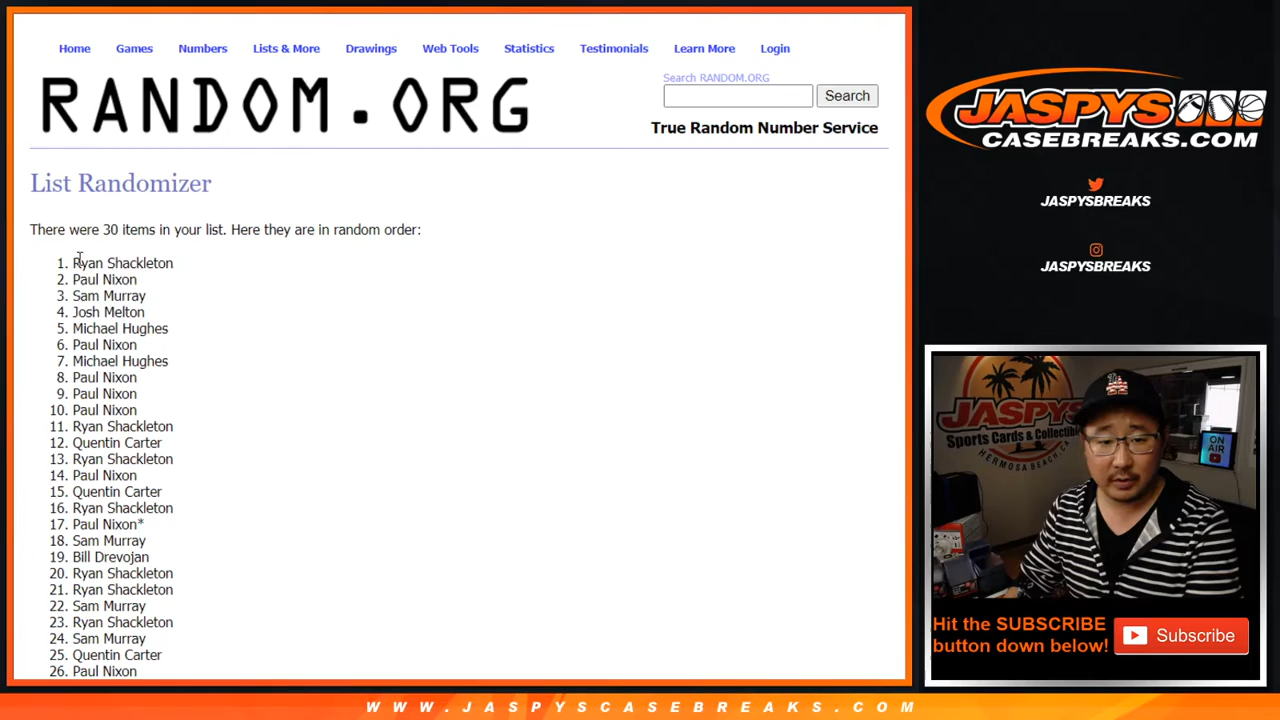 Home Games Numbers Lists & More Drawings Web Tools Statistics Testimonials Learn More Login
RANDOM.ORG
Search RANDOM.ORG
Search
True Random Number Service
List Randomizer
There were 30 items in your list. Here they are in random order:
1. Ryan Shackleton
2. Paul Nixon
3. Sam Murray
4. Josh Melton
5. Michael Hughes
6. Paul Nixon
7. Michael Hughes
8. Paul Nixon
9. Paul Nixon
10. Paul Nixon
11. Ryan Shackleton
12. Quentin Carter
13. Ryan Shackleton
14. Paul Nixon
15. Quentin Carter
16. Ryan Shackleton
17. Paul Nixon*
18. Sam Murray
19. Bill Drevojan
20. Ryan Shackleton
21. Ryan Shackleton
22. Sam Murray
23. Ryan Shackleton
24. Sam Murray
25. Quentin Carter
26. Paul Nixon
JASPYS
CASEBREAKS.COM
JASPYSBREAKS
JASPYSBREAKS
JASPYS
Sports Cards & Collectibles
HERMOSA BEACH, CA
ON AIR
Hit the SUBSCRIBE
button down below!
Subscribe
WWW.JASPYSCASEBREAKS.COM